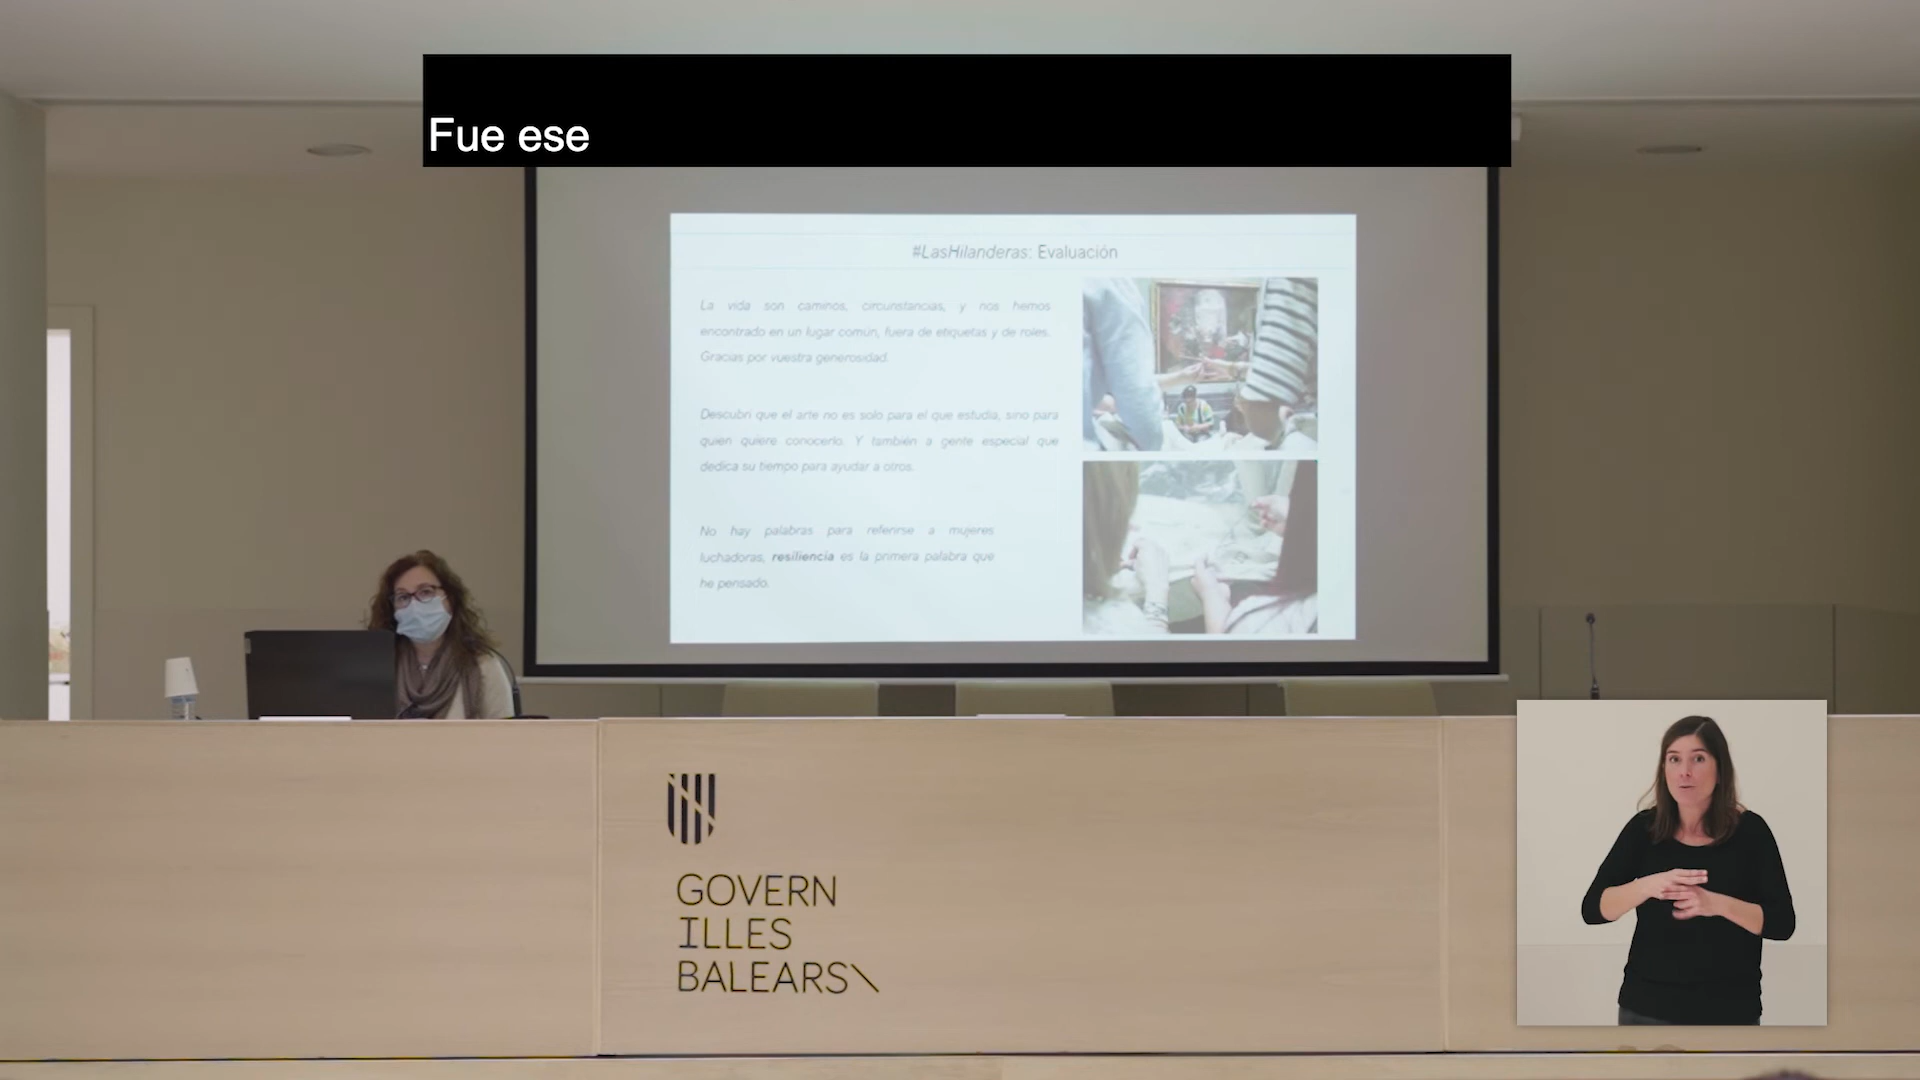 Fue ese
#LasHilanderas: Evaluación
La vida son caminos, circunstancias, y nos hemos
encontrado en un lugar común, fuera de etiquetas y de roles.
Gracias por vuestra generosidad.
Descubrí que el arte no es solo para el que estudia, sino para
quien quiere conocerlo. Y también a gente especial que
dedica su tiempo para ayudar a otros.
No hay palabras para referirse a mujeres
luchadoras, resiliencia es la primera palabra que
he pensado.
GOVERN
ILLES
BALEARS\